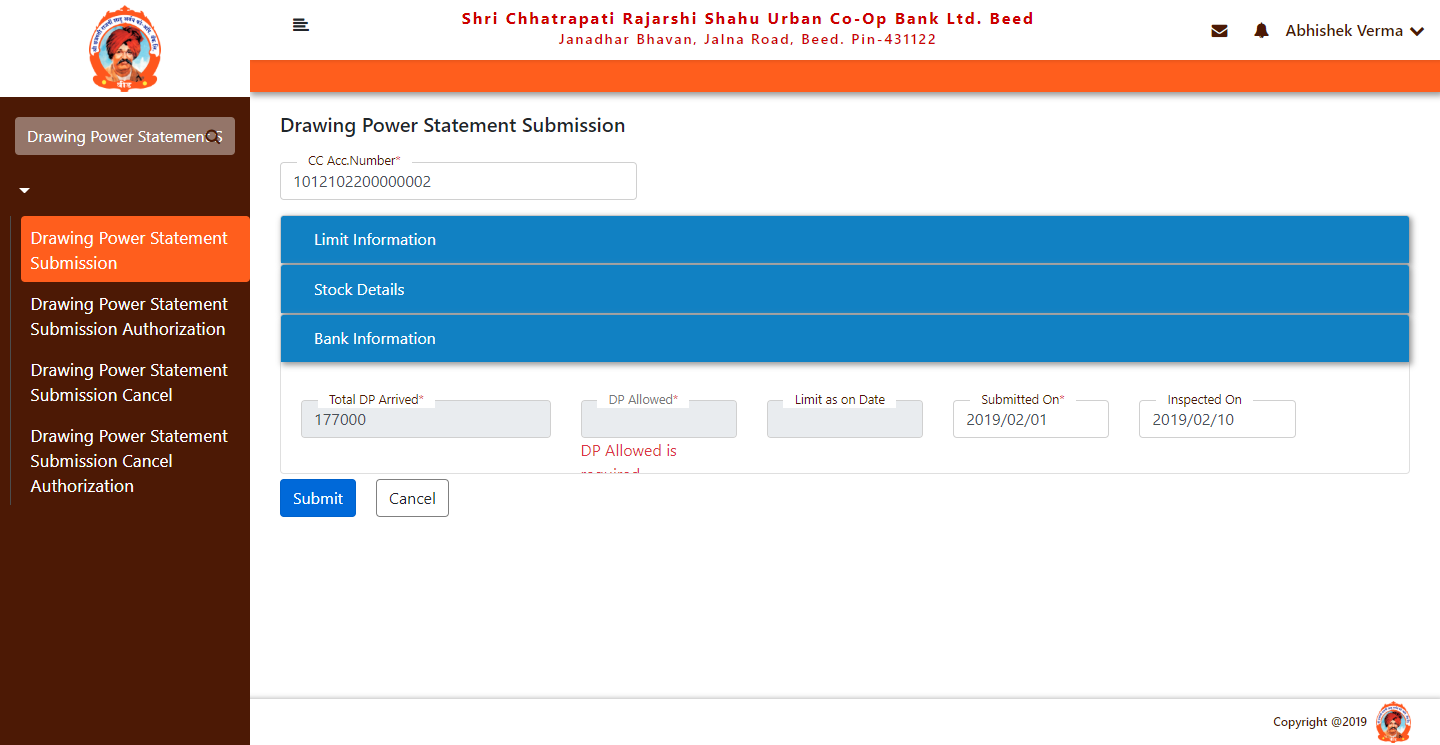 Shri Chhatrapati Rajarshi Shahu Urban Co-Op Bank Ltd. Beed
Janadhar Bhavan, Jalna Road, Beed. Pin-431122
Abhishek Verma
Drawing Power Statement S
Drawing Power Statement
Submission
Drawing Power Statement
Submission Authorization
Drawing Power Statement
Submission Cancel
Drawing Power Statement
Submission Cancel
Authorization
Drawing Power Statement Submission
CC Acc.Number*
1012102200000002
Limit Information
Stock Details
Bank Information
Total DP Arrived*
177000
DP Allowed*
Limit as on Date
Submitted On*
2019/02/01
Inspected On
2019/02/10
DP Allowed is
required
Submit
Cancel
Copyright @2019